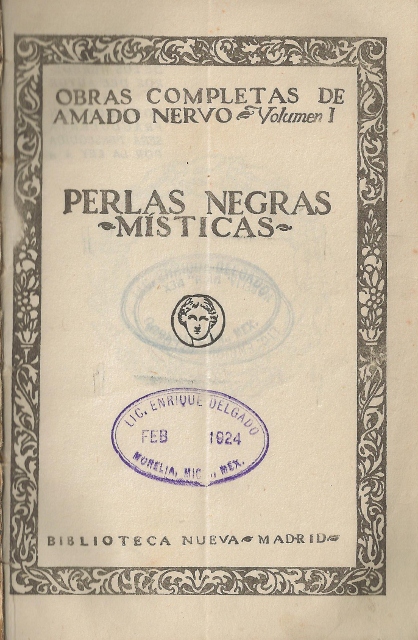 OBRAS COMPLETAS DE
AMADO NERVO Volumen I
PERLAS NEGRAS
MÍSTICAS
LIC. ENRIQUE DELGADO
FEB 1924
MORELIA, MICH., MEX.
BIBLIOTECA NUEVA MADRID